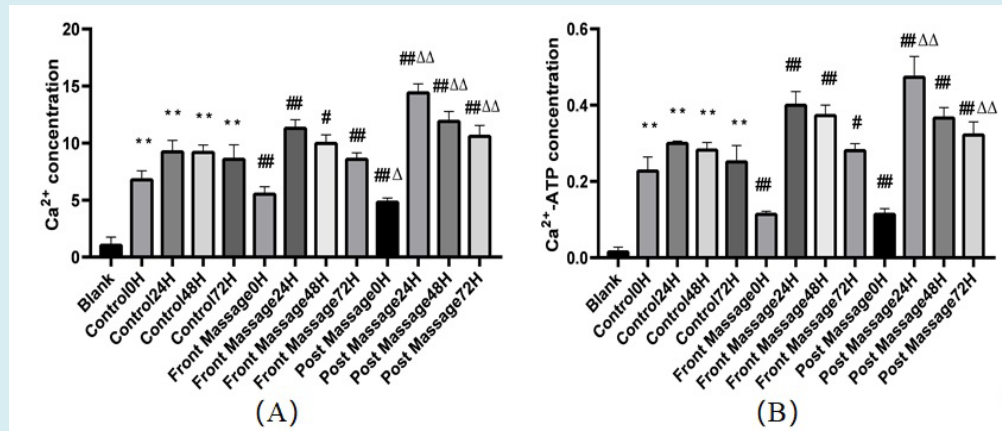 20
15
10
5
0
Ca²⁺ concentration
**
**
**
**
##
##
#
##
##Δ
##ΔΔ
##ΔΔ
##ΔΔ
Blank
Control0H
Control24H
Control48H
Control72H
Front Massage0H
Front Massage24H
Front Massage48H
Front Massage72H
Post Massage0H
Post Massage24H
Post Massage48H
Post Massage72H
(A)
0.6
0.4
0.2
0.0
Ca²⁺-ATP concentration
**
**
**
**
##
##
##
#
##
##ΔΔ
##
##ΔΔ
Blank
Control0H
Control24H
Control48H
Control72H
Front Massage0H
Front Massage24H
Front Massage48H
Front Massage72H
Post Massage0H
Post Massage24H
Post Massage48H
Post Massage72H
(B)